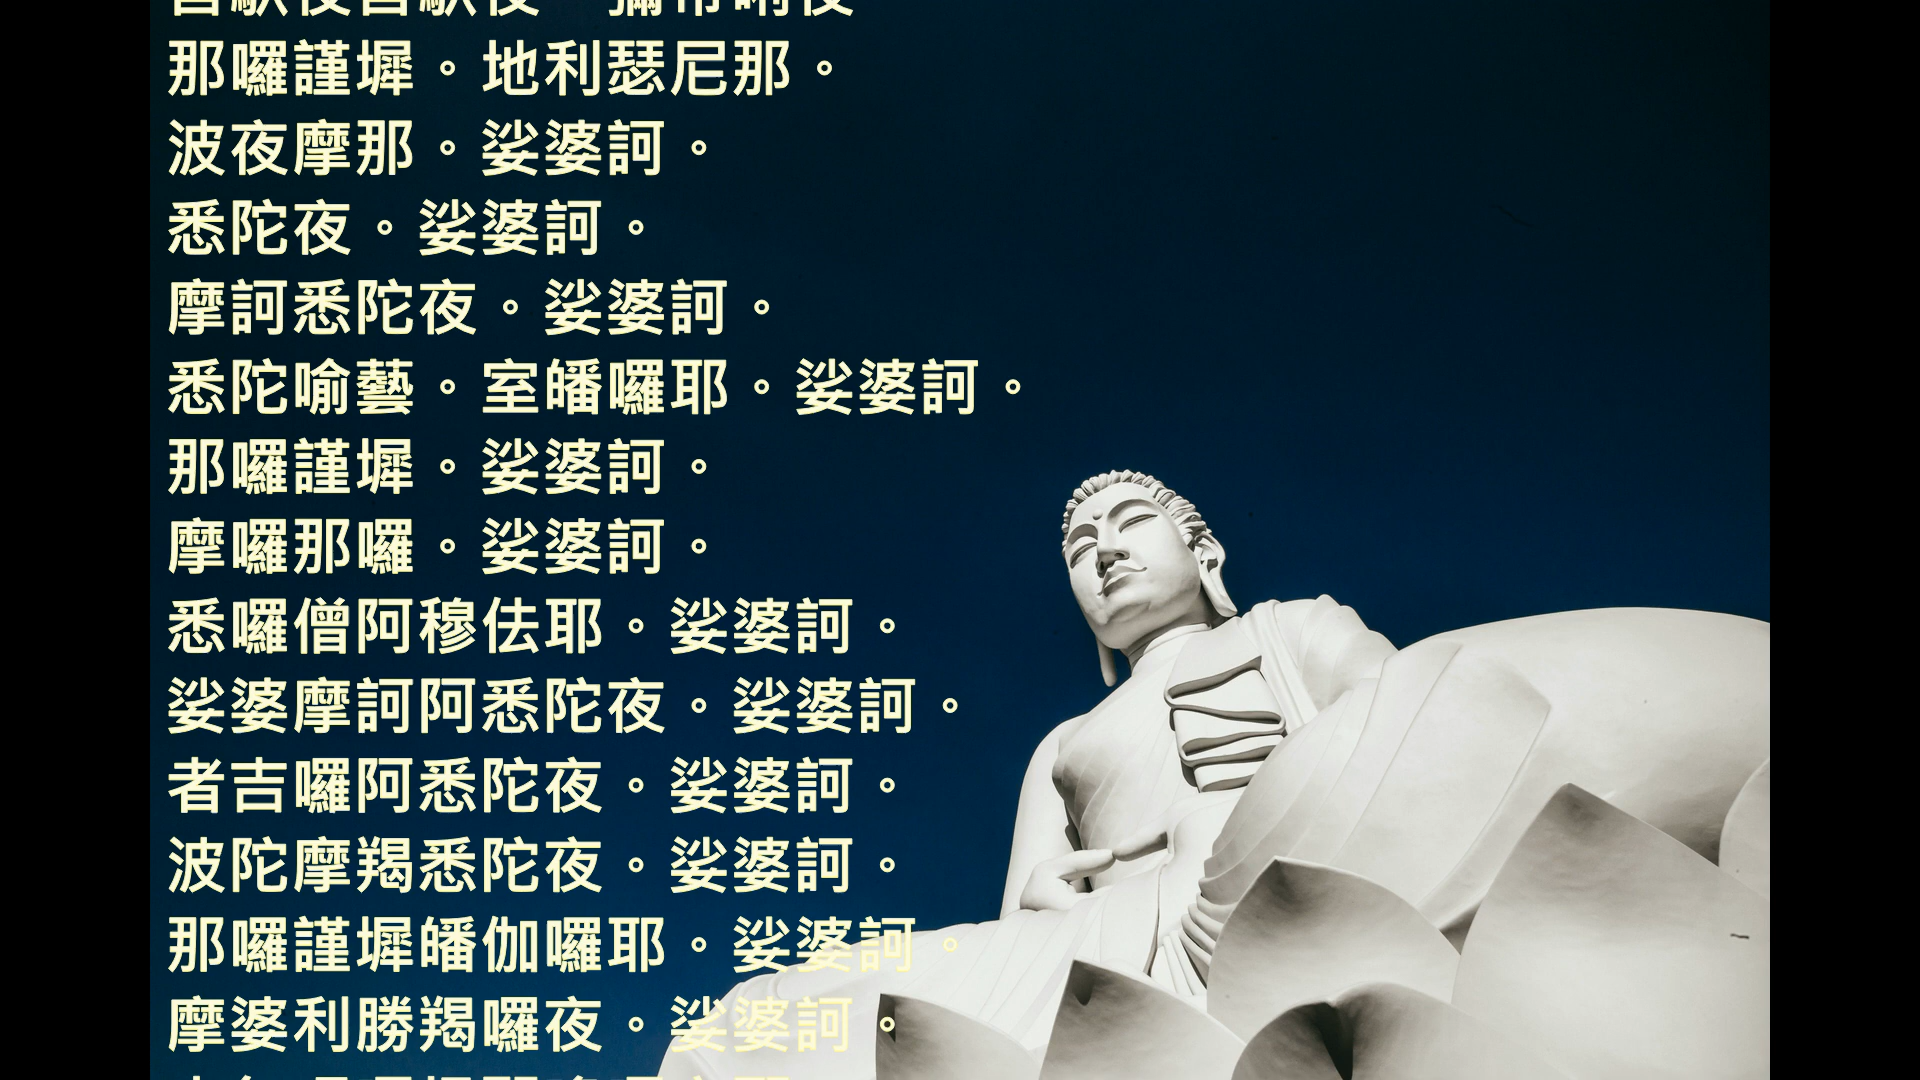 那囉謹墀。地利瑟尼那。
波夜摩那。娑婆訶。
悉陀夜。娑婆訶。
摩訶悉陀夜。娑婆訶。
悉陀喻藝。室皤囉耶。娑婆訶。
那囉謹墀。娑婆訶。
摩囉那囉。娑婆訶。
悉囉僧阿穆佉耶。娑婆訶。
娑婆摩訶阿悉陀夜。娑婆訶。
者吉囉阿悉陀夜。娑婆訶。
波陀摩羯悉陀夜。娑婆訶。
那囉謹墀皤伽囉耶。娑婆訶。
摩婆利勝羯囉夜。娑婆訶。